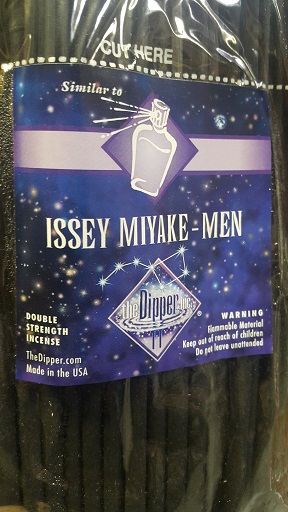 CUT HERE
Similar to
ISSEY MIYAKE-MEN
the Dipper inc.
®
DOUBLE
STRENGTH
INCENSE
TheDipper.com
Made in the USA
WARNING
Flammable Material
Keep out of reach of children
Do not leave unattended